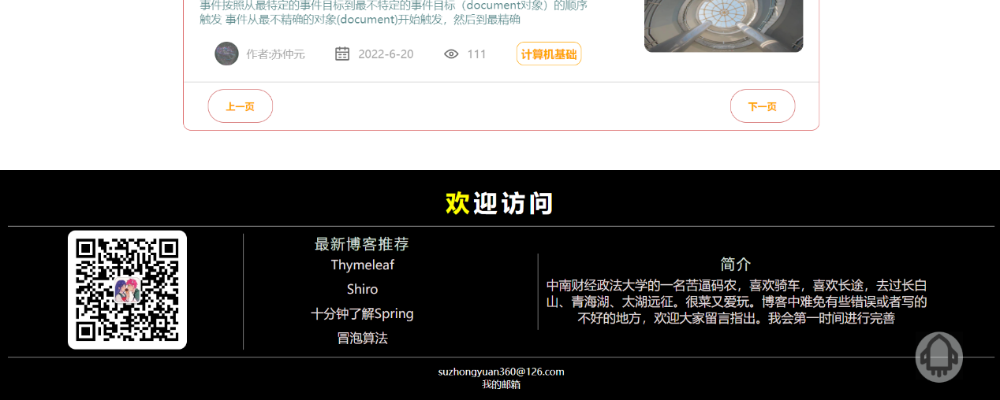 事件按照从最特定的事件目标到最不特定的事件目标（document对象）的顺序
触发 事件从最不精确的对象(document)开始触发，然后到最精确
作者:苏仲元 2022-6-20 111 计算机基础
上一页 下一页
欢迎访问
最新博客推荐
Thymeleaf
Shiro
十分钟了解Spring
冒泡算法
简介
中南财经政法大学的一名苦逼码农，喜欢骑车，喜欢长途，去过长白
山、青海湖、太湖远征。很菜又爱玩。博客中难免有些错误或者写的
不好的地方，欢迎大家留言指出。我会第一时间进行完善
suzhongyuan360@126.com
我的邮箱